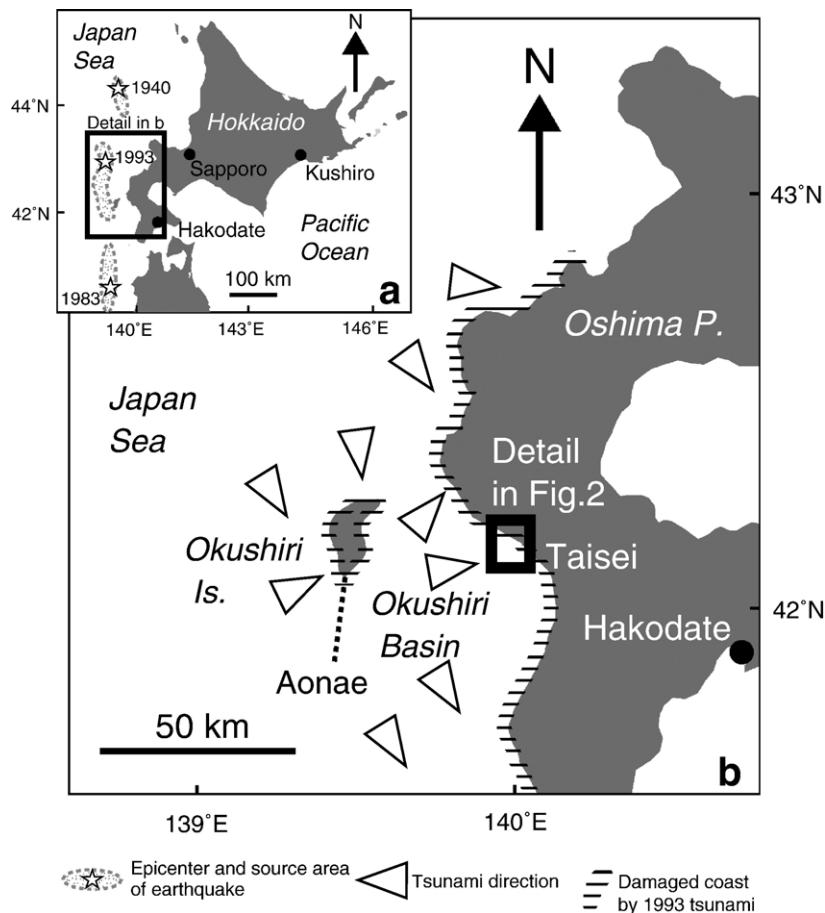 Japan
Sea
N
1940
44°N
Detail in b
Hokkaido
1993
Sapporo
Kushiro
42°N
Hakodate
Pacific
Ocean
1983
100 km
a
140°E
143°E
146°E
N
43°N
Oshima P.
Japan
Sea
Detail
in Fig.2
Okushiri
Is.
Taisei
Okushiri
Basin
42°N
Hakodate
Aonae
50 km
b
139°E
140°E
Epicenter and source area
of earthquake
Tsunami direction
Damaged coast
by 1993 tsunami